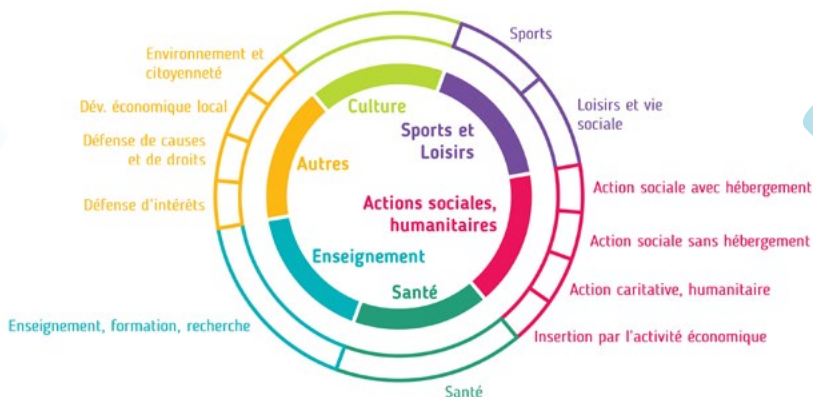 Environnement et
citoyenneté
Dév. économique local
Défense de causes
et de droits
Défense d'intérêts
Enseignement, formation, recherche
Culture
Sports et
Loisirs
Autres
Actions sociales,
humanitaires
Enseignement
Santé
Sports
Loisirs et vie
sociale
Action sociale avec hébergement
Action sociale sans hébergement
Action caritative, humanitaire
Insertion par l'activité économique
Santé